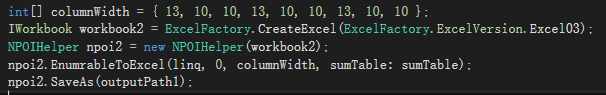 int[] columnWidth = { 13, 10, 10, 13, 10, 10, 13, 10, 10 };
IWorkbook workbook2 = ExcelFactory.CreateExcel(ExcelFactory.ExcelVersion.Excel03);
NPOIHelper npoi2 = new NPOIHelper(workbook2);
npoi2.EnumrableToExcel(linq, 0, columnWidth, sumTable: sumTable);
npoi2.SaveAs(outputPath1);